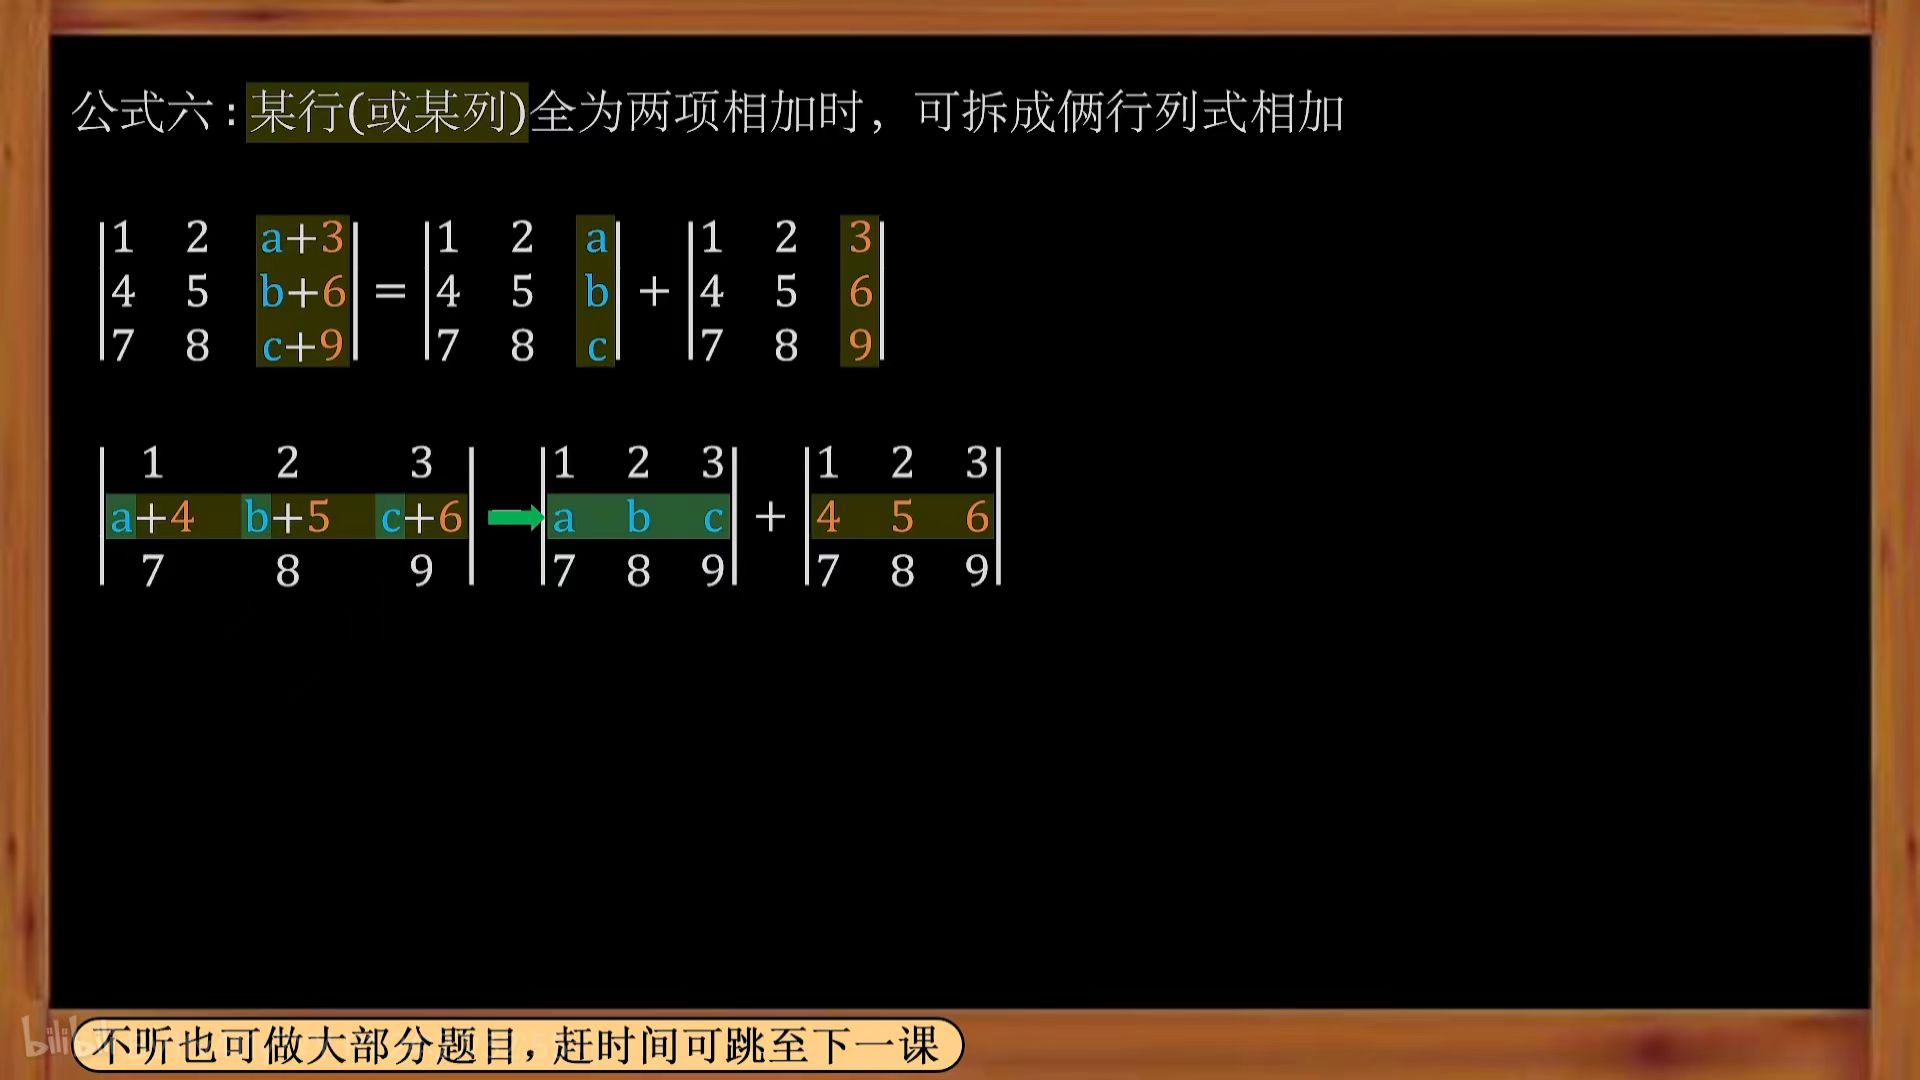 公式六:某行(或某列)全为两项相加时，可拆成俩行列式相加
|1 2 a+3| |1 2 a| |1 2 3|
|4 5 b+6| = |4 5 b| + |4 5 6|
|7 8 c+9| |7 8 c| |7 8 9|
|1 2 3| |1 2 3| |1 2 3|
|a+4 b+5 c+6| |a b c| + |4 5 6|
|7 8 9| |7 8 9| |7 8 9|
不听也可做大部分题目，赶时间可跳至下一课